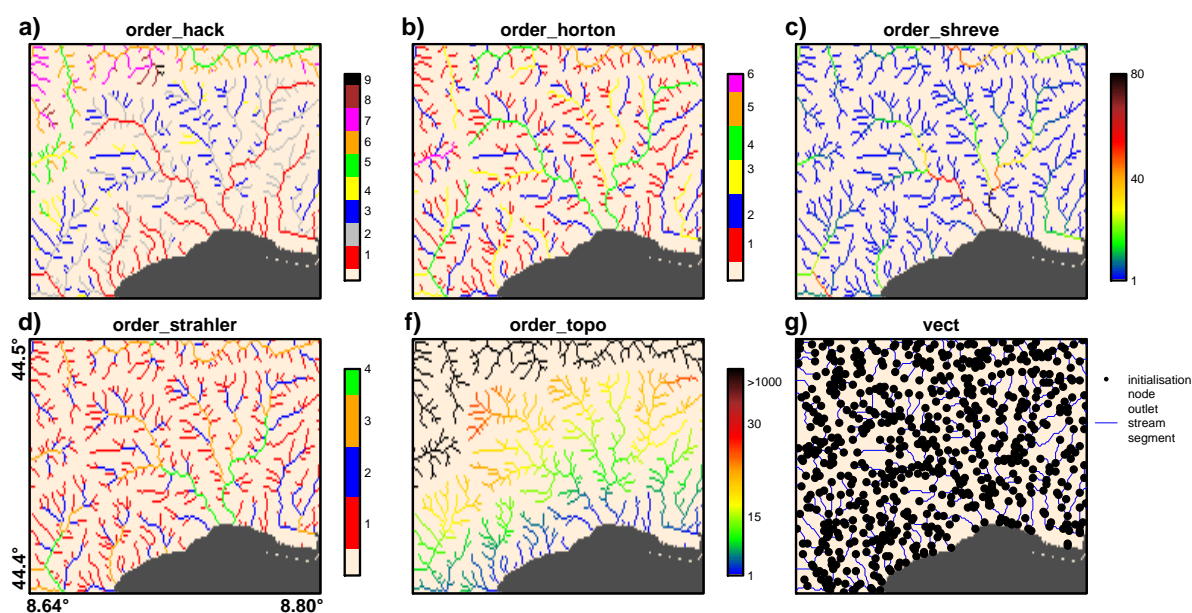 a)
order_hack
9
8
7
6
5
4
3
2
1
b)
order_horton
6
5
4
3
2
1
c)
order_shreve
80
40
1
d)
order_strahler
4
3
2
1
44.5°
44.4°
8.64°
8.80°
f)
order_topo
>1000
30
15
1
g)
vect
initialisation
node
outlet
stream
segment